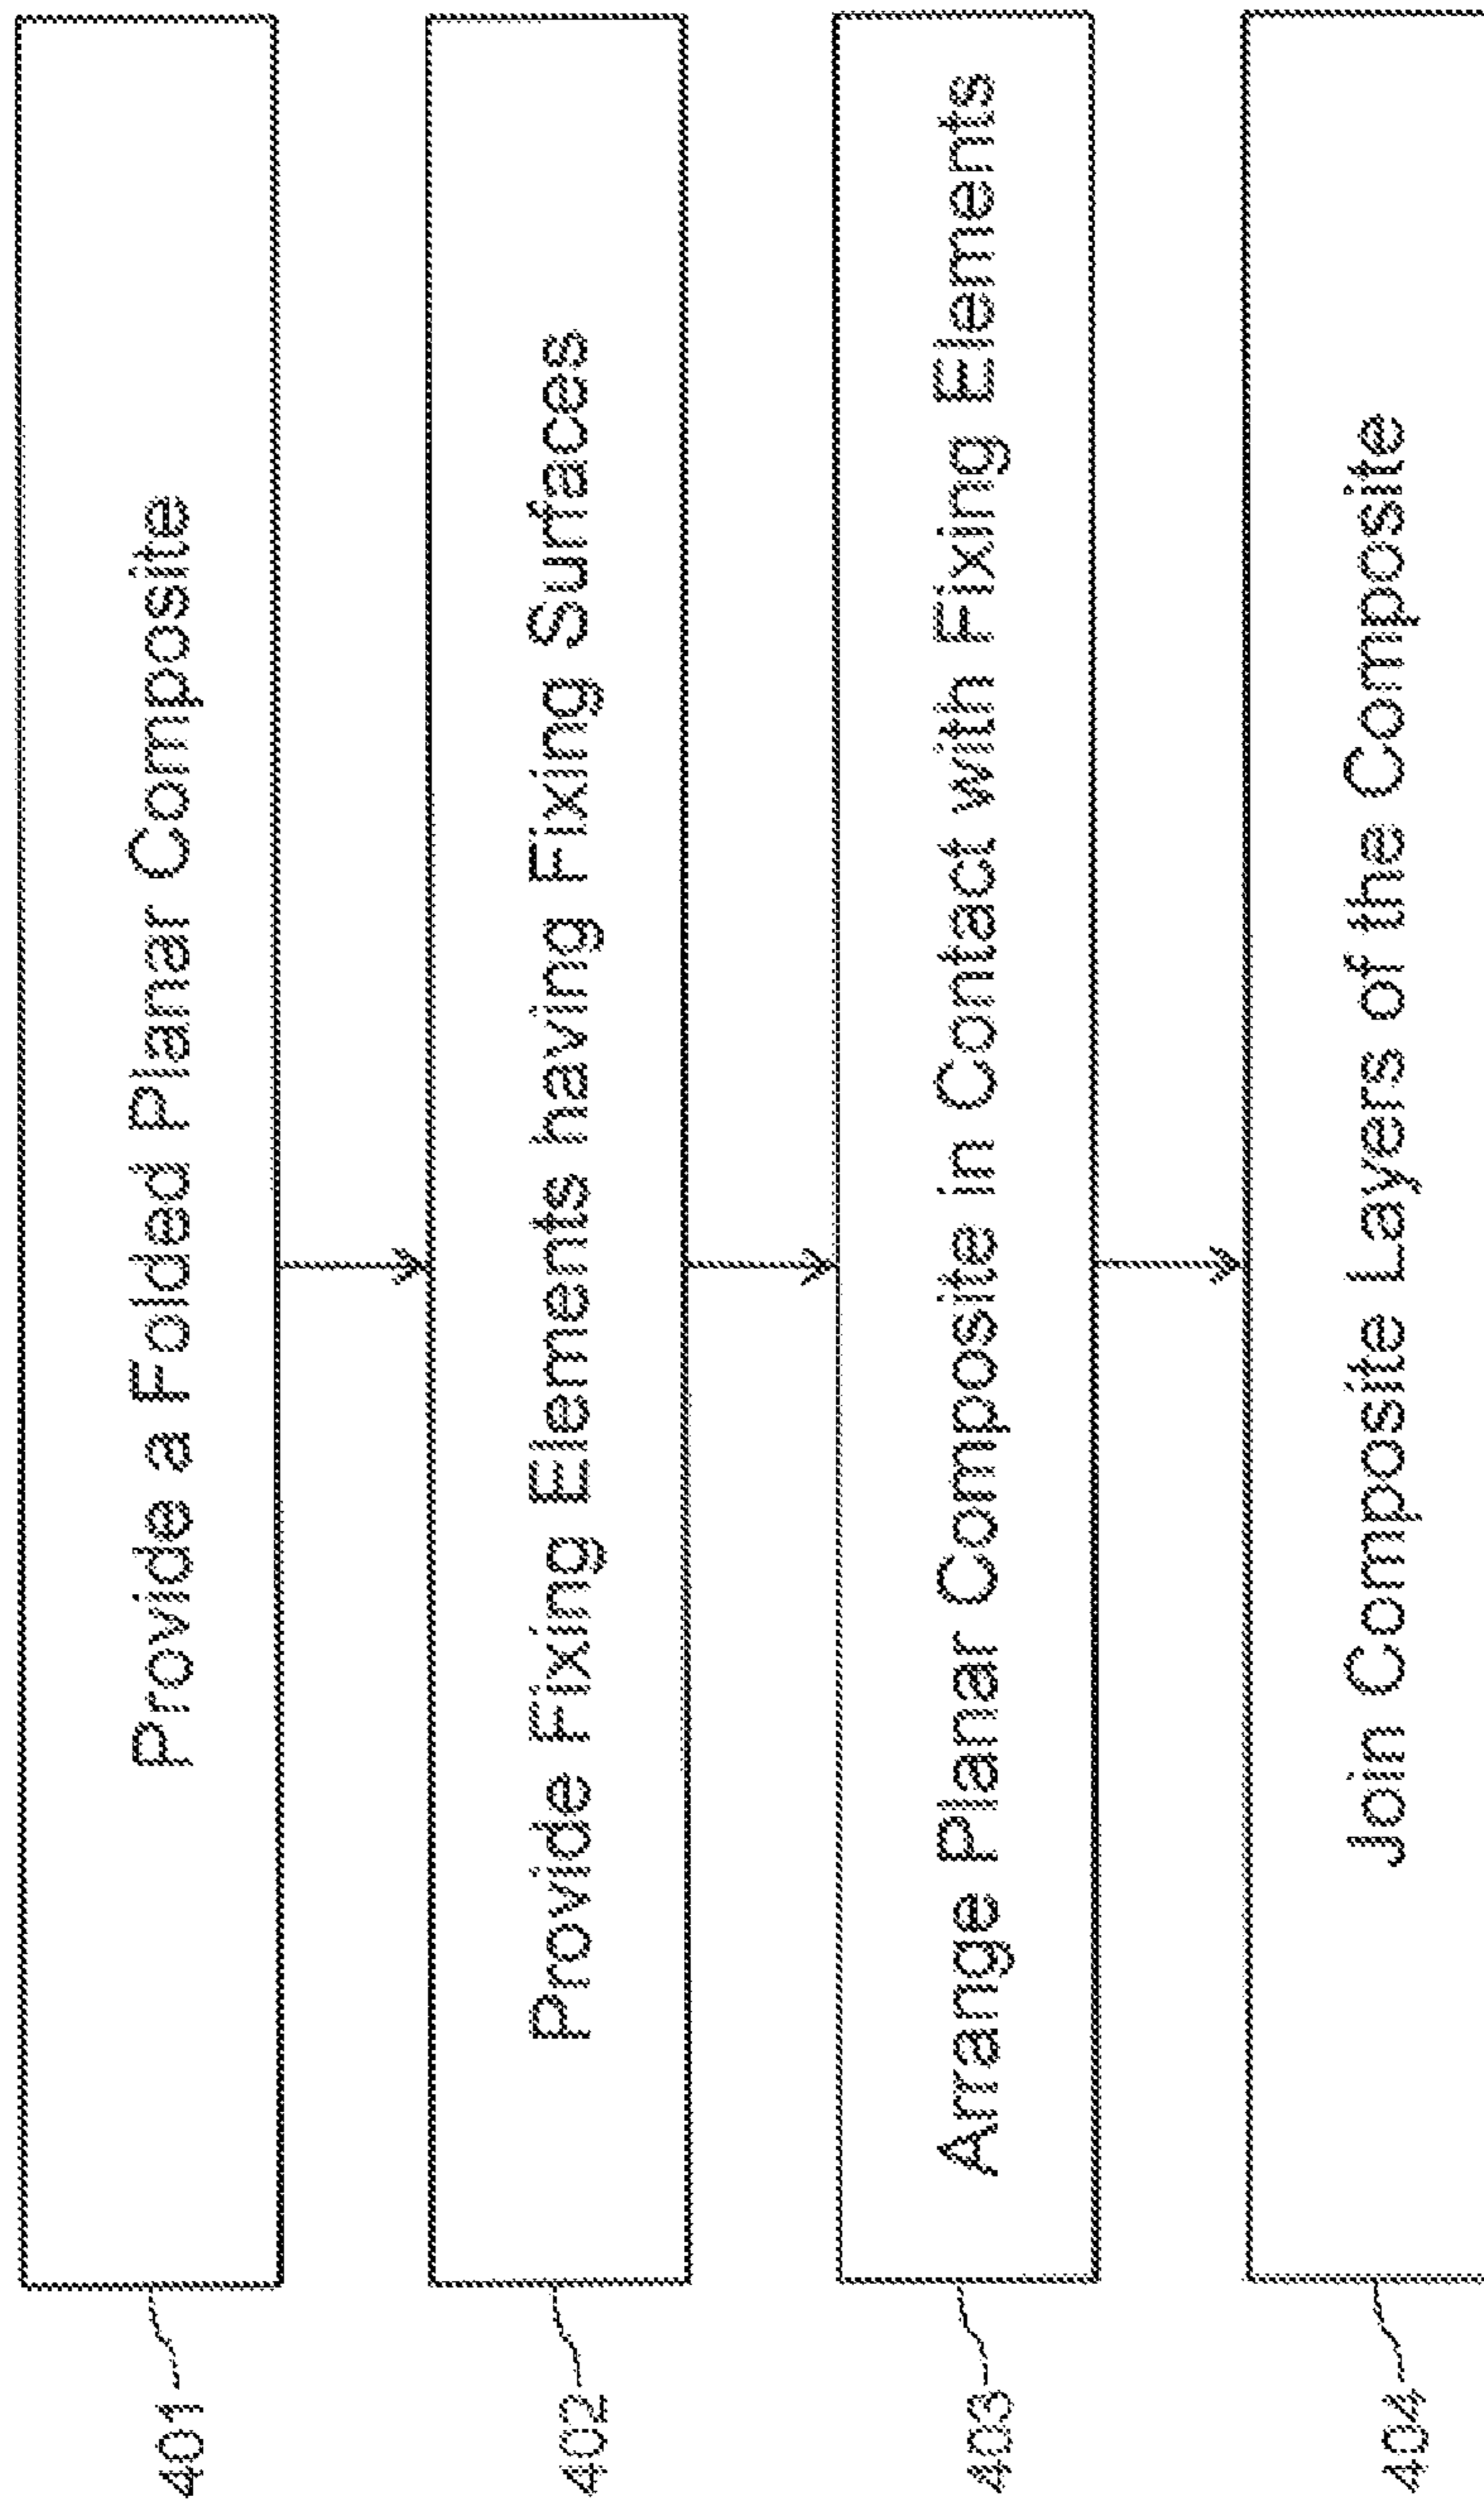 401
Provide a Folded Planar Composite
402
Provide Fixing Elements having Fixing Surfaces
403
Arrange Planar Composite in Contact with Fixing Elements
404
Join Composite Layers of the Composite